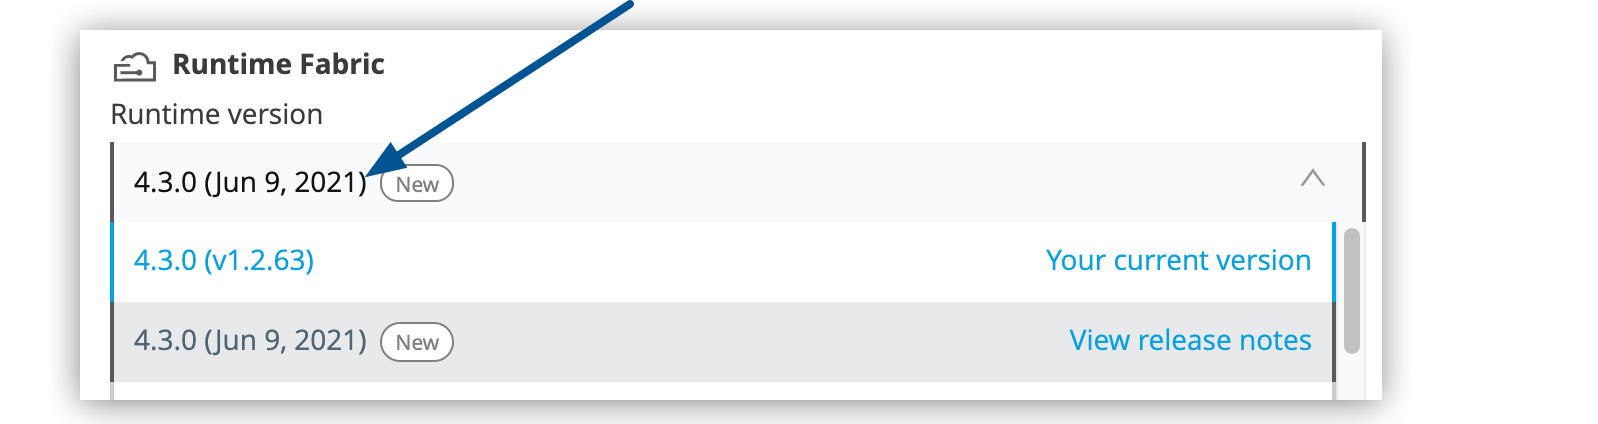 Runtime Fabric
Runtime version
4.3.0 (Jun 9, 2021) New
4.3.0 (v1.2.63) Your current version
4.3.0 (Jun 9, 2021) New View release notes